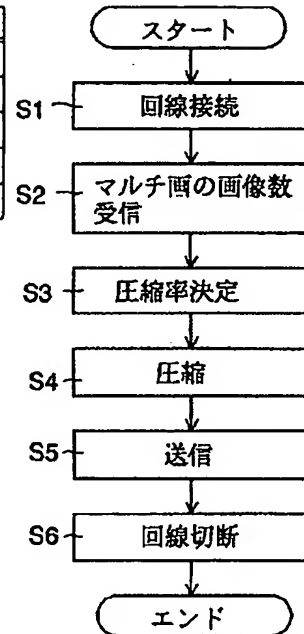 スタート
S1 回線接続
S2 マルチ画の画像数
受信
S3 圧縮率決定
S4 圧縮
S5 送信
S6 回線切断
エンド